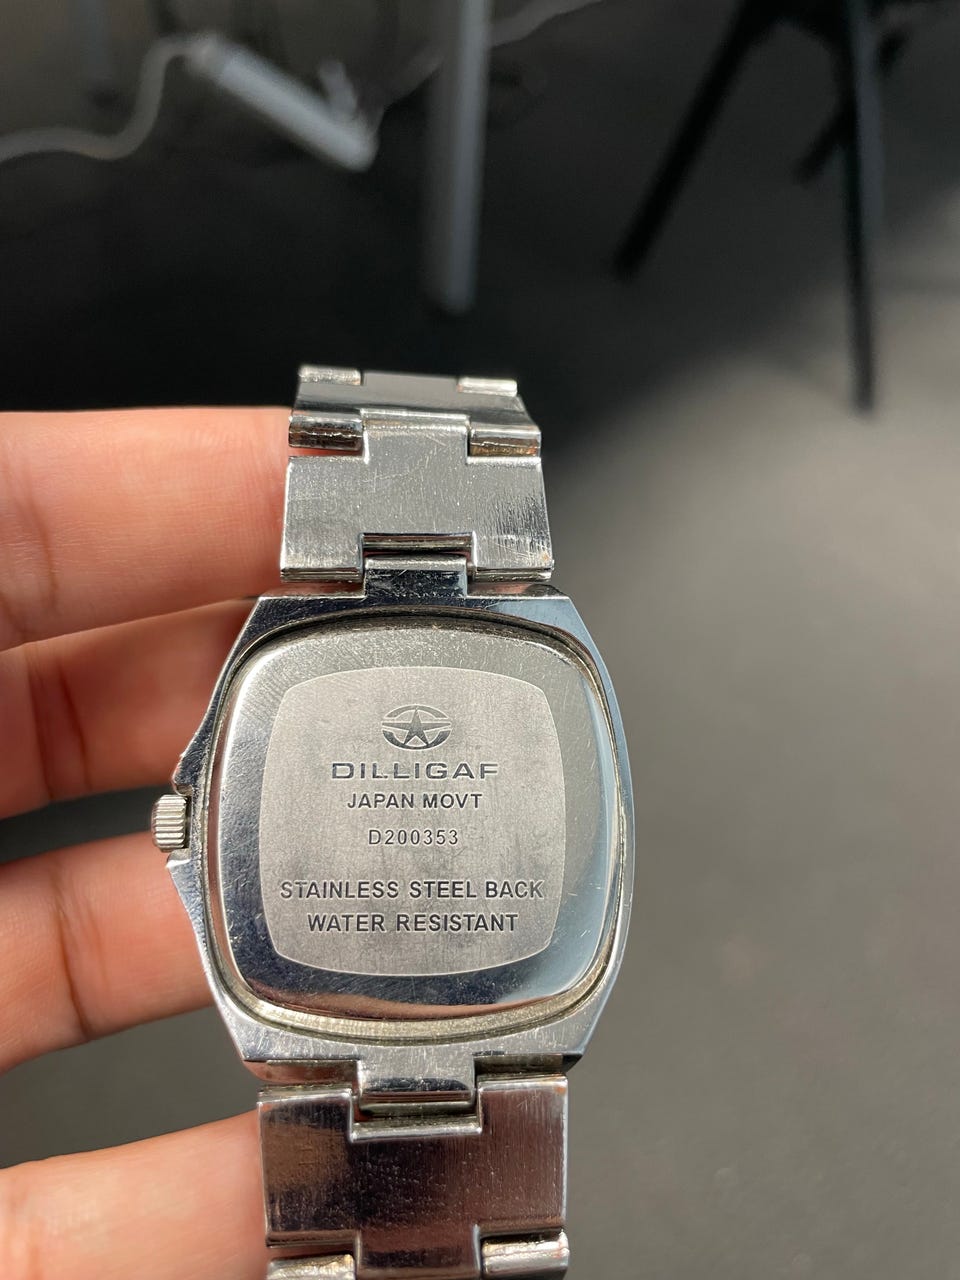 DILLIGAF
JAPAN MOVT
D200353
STAINLESS STEEL BACK
WATER RESISTANT